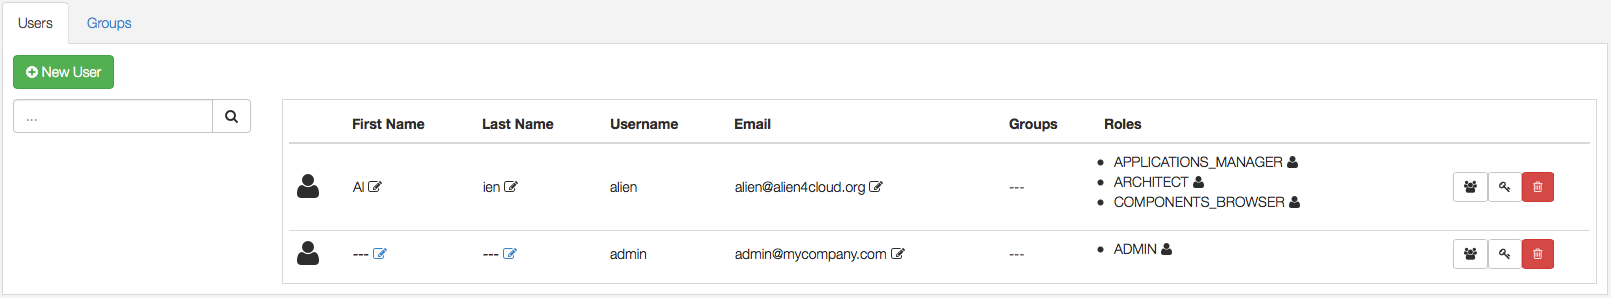 Users Groups
New User
...
First Name Last Name Username Email Groups Roles
Al ien alien alien@alien4cloud.org ---
APPLICATIONS_MANAGER
ARCHITECT
COMPONENTS_BROWSER
--- --- admin admin@mycompany.com --- ADMIN